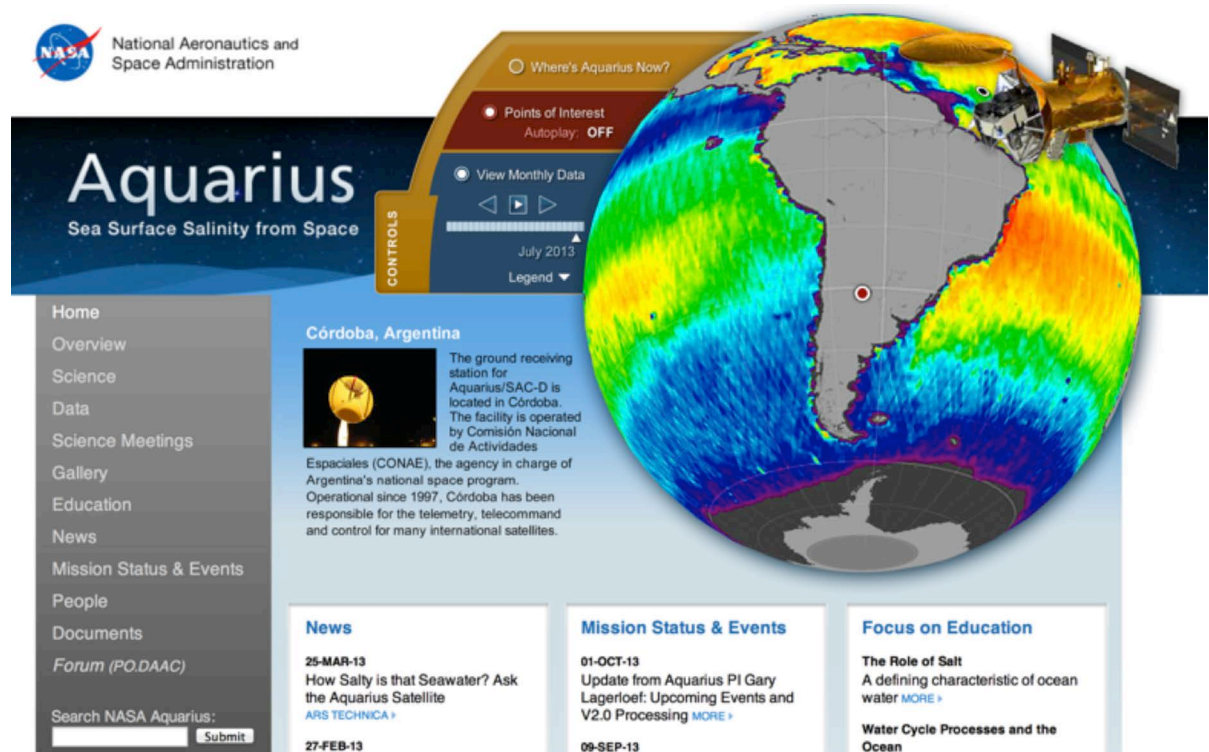 NASA
National Aeronautics and
Space Administration
Where's Aquarius Now?
Points of Interest
Autoplay: OFF
Aquarius
Sea Surface Salinity from Space
CONTROLS
View Monthly Data
July 2013
Legend
Home
Overview
Science
Data
Science Meetings
Gallery
Education
News
Mission Status & Events
People
Documents
Forum (PO.DAAC)
Search NASA Aquarius:
Submit
Córdoba, Argentina
The ground receiving
station for
Aquarius/SAC-D is
located in Córdoba.
The facility is operated
by Comisión Nacional
de Actividades
Espaciales (CONAE), the agency in charge of
Argentina's national space program.
Operational since 1997, Córdoba has been
responsible for the telemetry, telecommand
and control for many international satellites.
News
25-MAR-13
How Salty is that Seawater? Ask
the Aquarius Satellite
ARS TECHNICA
27-FEB-13
Mission Status & Events
01-OCT-13
Update from Aquarius PI Gary
Lagerloef: Upcoming Events and
V2.0 Processing MORE
09-SEP-13
Focus on Education
The Role of Salt
A defining characteristic of ocean
water MORE
Water Cycle Processes and the
Ocean